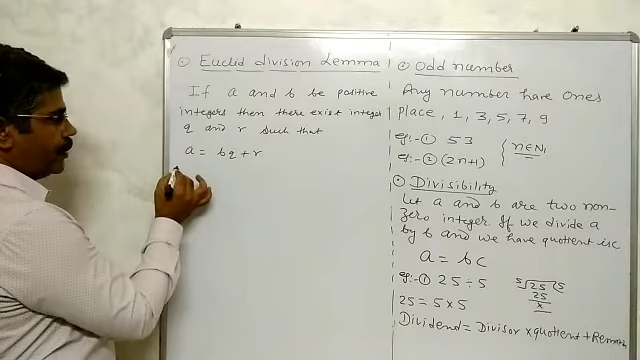 Euclid division Lemma
If a and b be positive
integers then there exist integer
q and r such that
a = bq + r
Odd number
Any number have ones
place, 1, 3, 5, 7, 9
eg:-① 53
eg:-② (2n+1) { n∈N,
Divisibility
Let a and b are two non-
zero integer. If we divide a
by b and we have quotient is c
a = bc
eg:-① 25 ÷ 5
5√25(5
25
x
25 = 5 × 5
Dividend = Divisor × quotient +